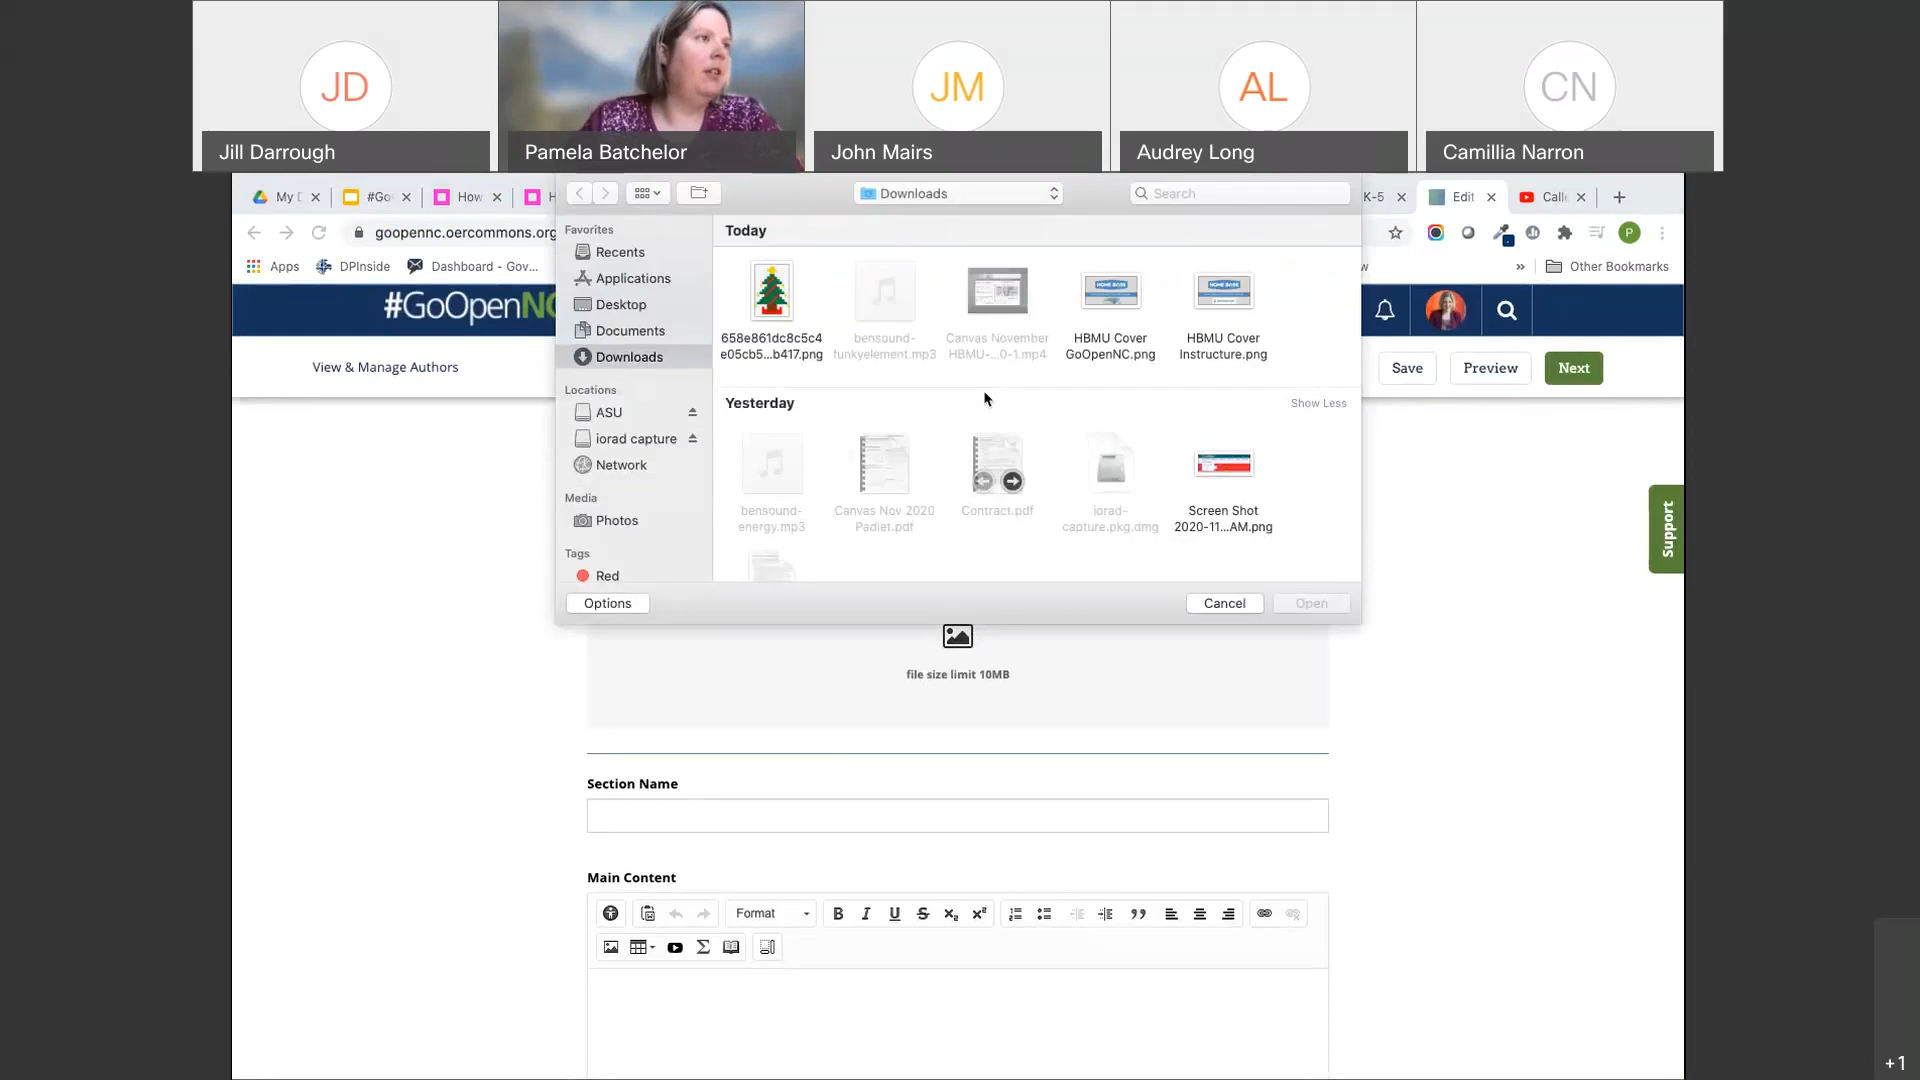 JD
JM
AL
CN
Jill Darrough
Pamela Batchelor
John Mairs
Audrey Long
Camillia Narron
My D
#Go
How
H
Downloads
Search
K-5
Edit
Calle
goopennc.oercommons.org
P
Apps
DPInside
Dashboard - Gov...
w
»
Other Bookmarks
#GoOpenNC
View & Manage Authors
Save
Preview
Next
Favorites
Recents
Applications
Desktop
Documents
Downloads
Locations
ASU
iorad capture
Network
Media
Photos
Tags
Red
Today
658e861dc8c5c4
e05cb5...b417.png
bensound-
funkyelement.mp3
Canvas November
HBMU-...0-1.mp4
HBMU Cover
GoOpenNC.png
HBMU Cover
Instructure.png
Yesterday
Show Less
bensound-
energy.mp3
Canvas Nov 2020
Padlet.pdf
Contract.pdf
iorad-
capture.pkg.dmg
Screen Shot
2020-11...AM.png
Options
Cancel
Open
Support
file size limit 10MB
Section Name
Main Content
Format
B
I
U
S
x₂
x²
Σ
+1